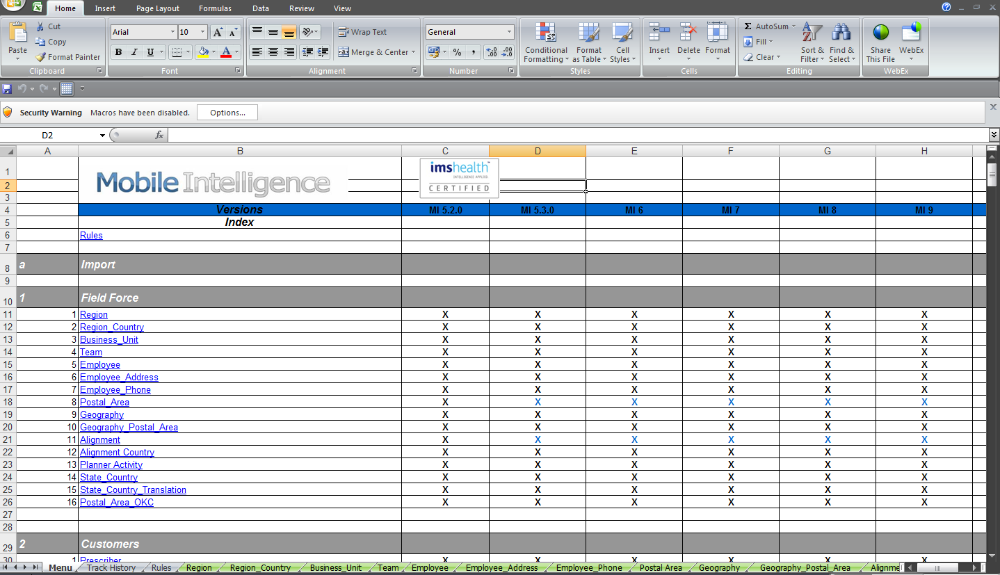 Home Insert Page Layout Formulas Data Review View
Cut AutoSum
Arial 10 Wrap Text General
Copy Fill
Paste Conditional Format Cell Insert Delete Format Sort & Find & Share WebEx
Format Painter B I U Merge & Center % , Formatting as Table Styles Clear Filter Select This File
Clipboard Font Alignment Number Styles Cells Editing WebEx
Security Warning Macros have been disabled. Options...
D2 fx
A B C D E F G H
1 Mobile Intelligence imshealth™
INTELLIGENCE APPLIED.
2 CERTIFIED
3
4 Versions MI 5.2.0 MI 5.3.0 MI 6 MI 7 MI 8 MI 9
5 Index
6 Rules
7
8 a Import
9
10 1 Field Force
11 1 Region X X X X X X
12 2 Region_Country X X X X X X
13 3 Business_Unit X X X X X X
14 4 Team X X X X X X
15 5 Employee X X X X X X
16 6 Employee_Address X X X X X X
17 7 Employee_Phone X X X X X X
18 8 Postal_Area X X X X X X
19 9 Geography X X X X X X
20 10 Geography_Postal_Area X X X X X X
21 11 Alignment X X X X X X
22 12 Alignment Country X X X X X X
23 13 Planner Activity X X X X X X
24 14 State_Country X X X X X X
25 15 State_Country_Translation X X X X X X
26 16 Postal_Area_OKC X X X X X X
27
28
29 2 Customers
30 1 Prescriber X X X X X X
Menu Track History Rules Region Region_Country Business_Unit Team Employee Employee_Address Employee_Phone Postal Area Geography Geography_Postal_Area Alignme